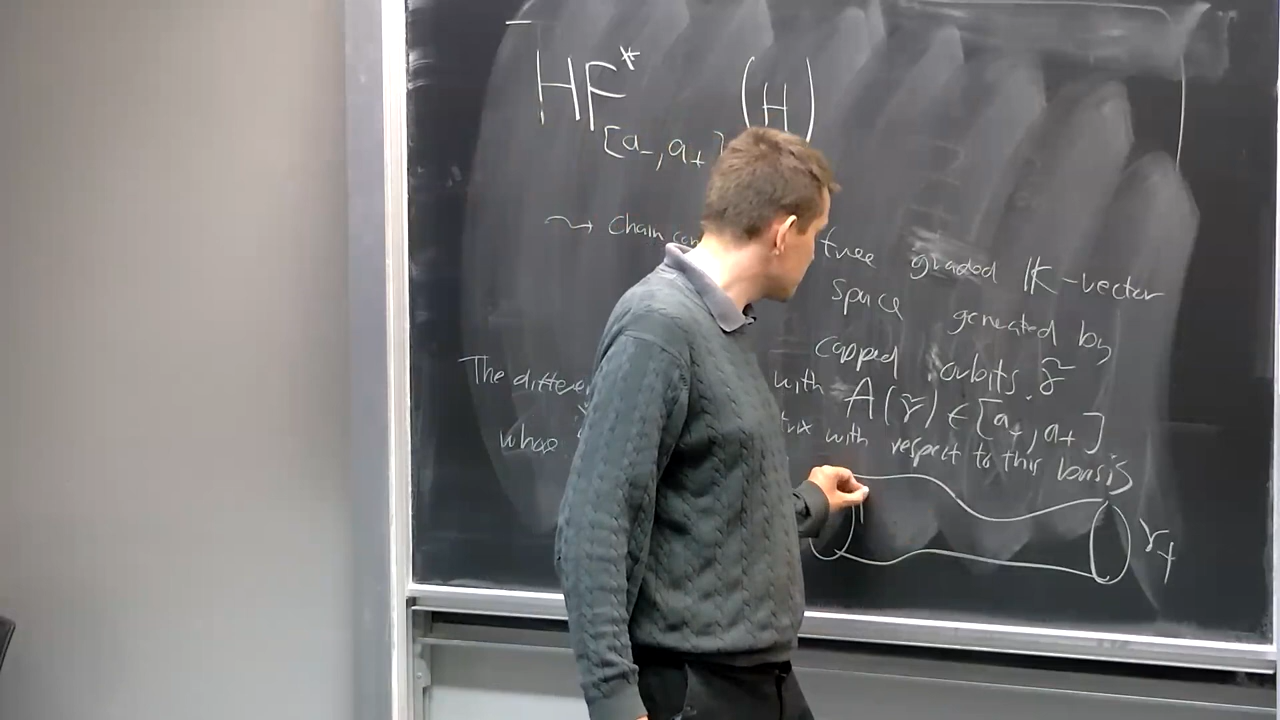 HF* (H)
[a-, a+]
⇝ Chain free graded K-vector
space generated by
capped orbits γ̃
The with A(γ̃) ∈ [a-, a+]
whose with respect to this basis
γ+